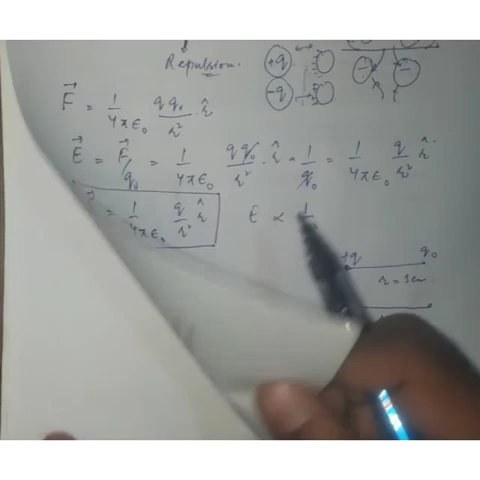 Repulsion.
+q
-q
- -
F⃗ = 1/4πε₀ qq₀/r² . r̂
E⃗ = F⃗/q₀ = 1/4πε₀ qq₀/r² . r̂ × 1/q₀ = 1/4πε₀ q/r² r̂
= 1/4πε₀ q/r² r̂ E ∝ 1/
+q q₀
r = 1cm